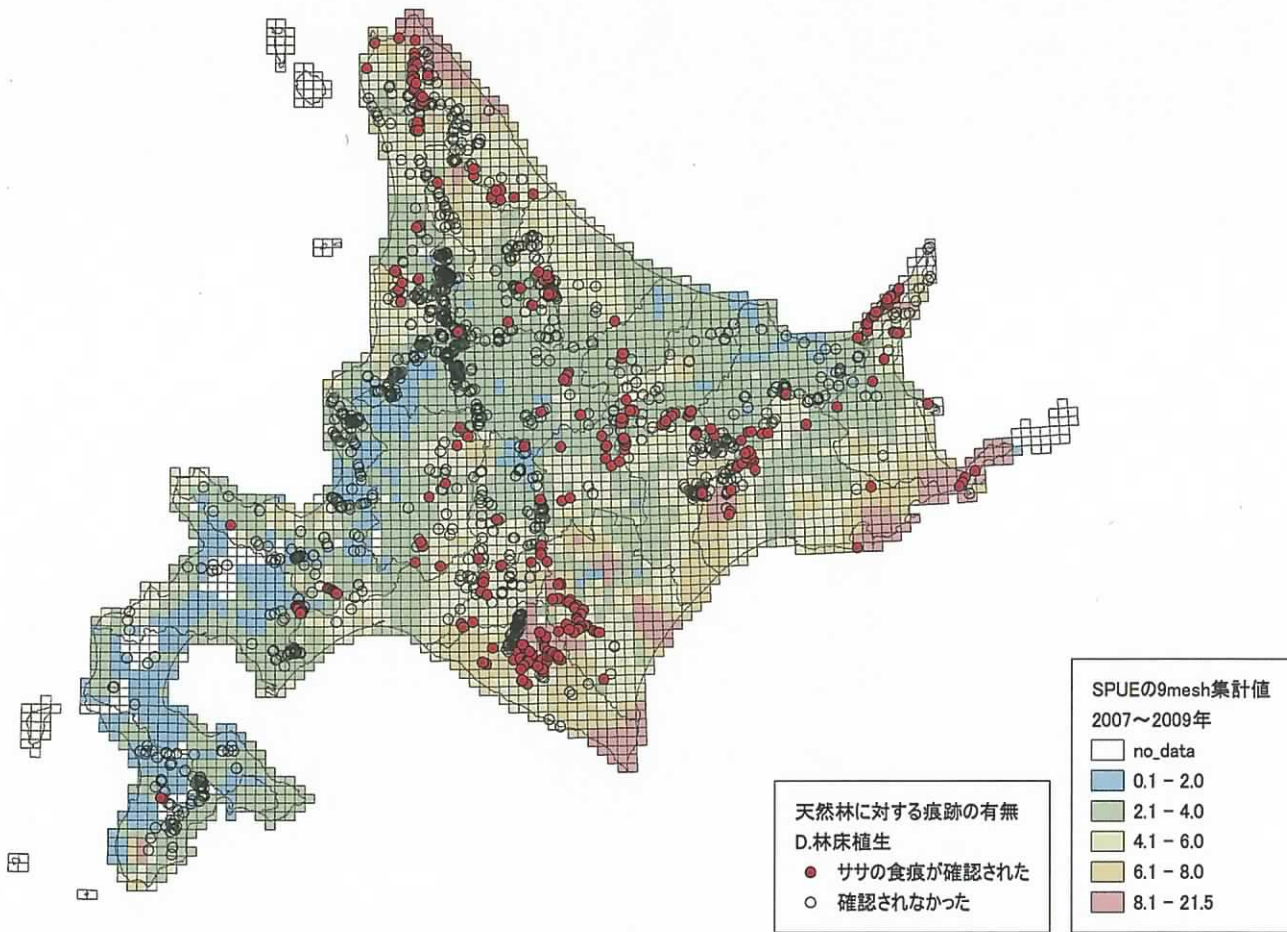 天然林に対する痕跡の有無
D.林床植生
ササの食痕が確認された
確認されなかった
SPUEの9mesh集計値
2007～2009年
no_data
0.1 - 2.0
2.1 - 4.0
4.1 - 6.0
6.1 - 8.0
8.1 - 21.5